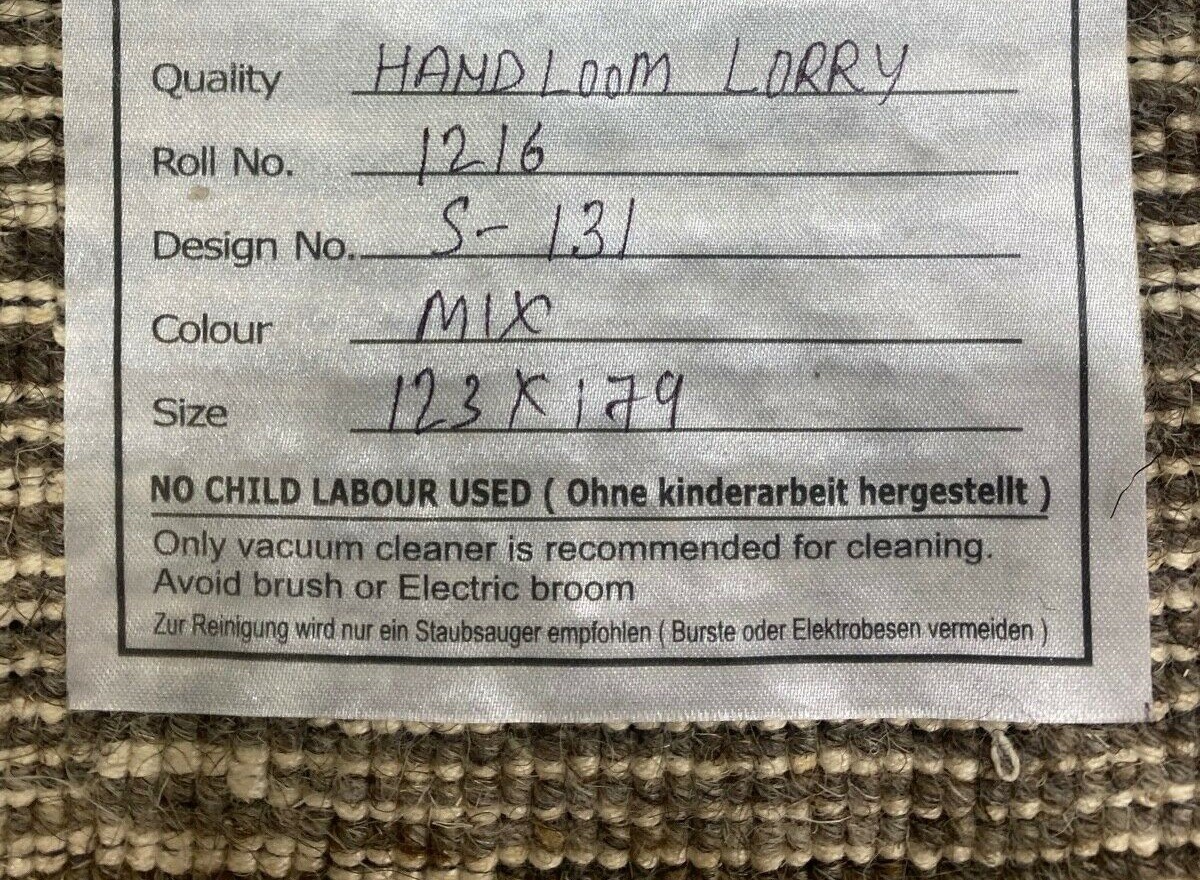 Quality HANDLOOM LORRY
Roll No. 1216
Design No. S-131
Colour MIX
Size 123 X 179
NO CHILD LABOUR USED ( Ohne kinderarbeit hergestellt )
Only vacuum cleaner is recommended for cleaning.
Avoid brush or Electric broom
Zur Reinigung wird nur ein Staubsauger empfohlen ( Burste oder Elektrobesen vermeiden )